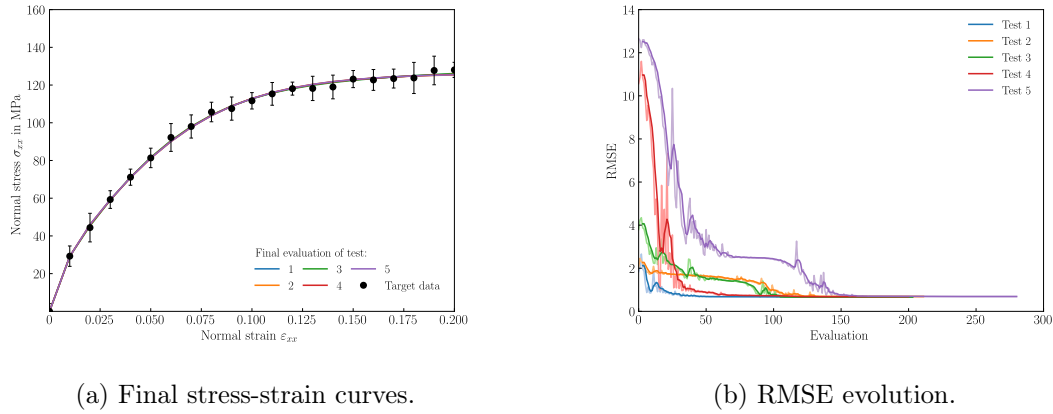 160
140
120
100
80
60
40
20
Normal stress σxx in MPa
Final evaluation of test:
1 3 5
2 4 Target data
0 0.025 0.050 0.075 0.100 0.125 0.150 0.175 0.200
Normal strain εxx
(a) Final stress-strain curves.
14
12
10
8
6
4
2
0
RMSE
Test 1
Test 2
Test 3
Test 4
Test 5
0 50 100 150 200 250 300
Evaluation
(b) RMSE evolution.